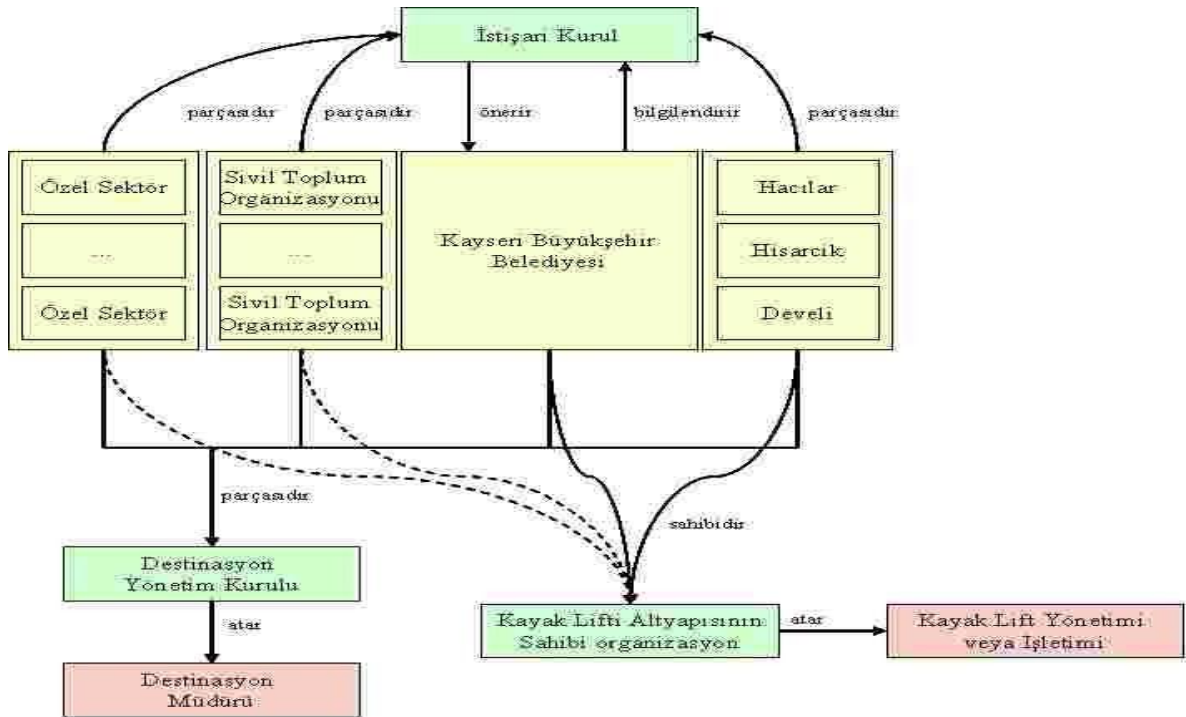 İstişari Kurul
parçasıdır
parçasıdır
önerir
bilgilendirir
parçasıdır
Özel Sektör
...
Özel Sektör
Sivil Toplum
Organizasyonu
...
Sivil Toplum
Organizasyonu
Kayseri Büyükşehir
Belediyesi
Hacılar
Hisarcik
Develi
parçasıdır
sahibidir
Destinasyon
Yönetim Kurulu
atar
Destinasyon
Müdürü
Kayak Lifti Altyapısının
Sahibi organizasyon
atar
Kayak Lift Yönetimi
veya İşletimi